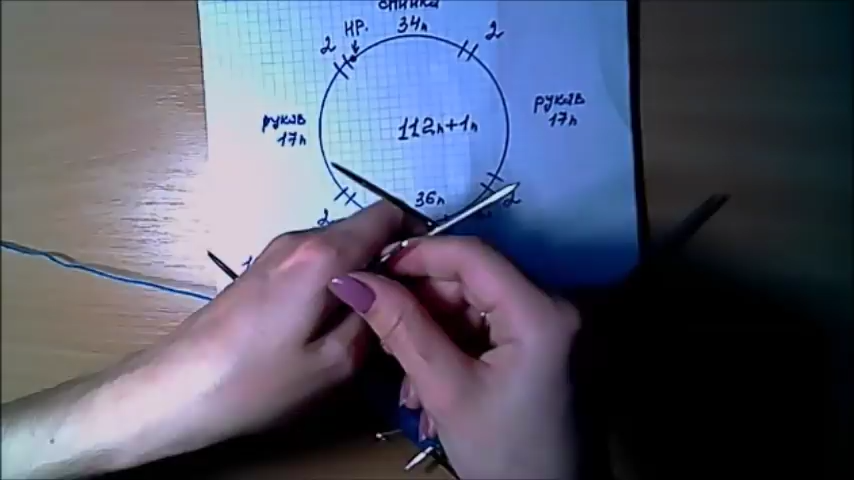 спинка
НР.
34п
2
2
рукав
17п
рукав
17п
112п+1п
36п
2
2